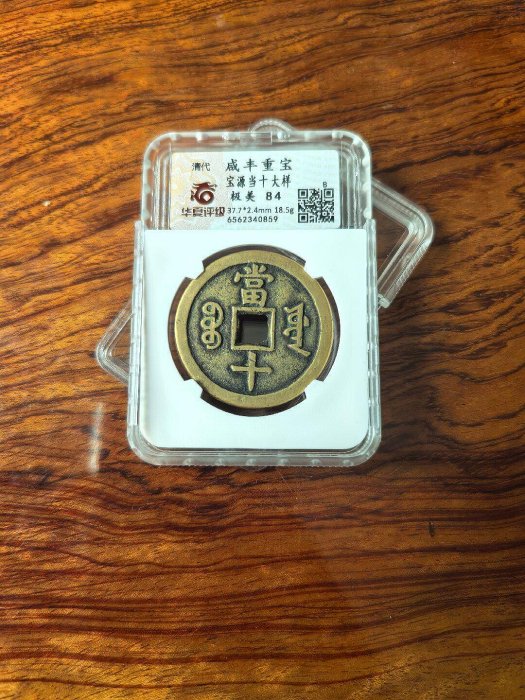 清代 咸丰重宝
宝源当十大样
极美 84
华夏评级 37.7*2.4mm 18.5g
6562340859
當
十